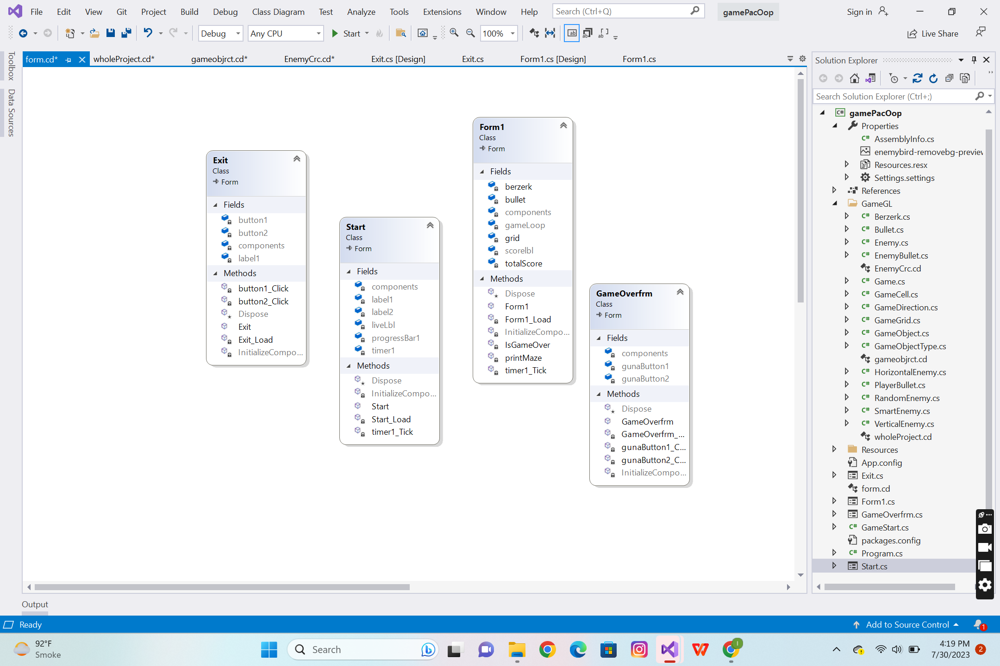 File Edit View Git Project Build Debug Class Diagram Test Analyze Tools Extensions Window Help Search (Ctrl+Q) gamePacOop Sign in
Debug Any CPU Start 100% Live Share
form.cd* wholeProject.cd* gameobjrct.cd* EnemyCrc.cd* Exit.cs [Design] Exit.cs Form1.cs [Design] Form1.cs
Toolbox
Data Sources
Exit
Class
Form
Fields
button1
button2
components
label1
Methods
button1_Click
button2_Click
Dispose
Exit
Exit_Load
InitializeCompo...
Start
Class
Form
Fields
components
label1
label2
liveLbl
progressBar1
timer1
Methods
Dispose
InitializeCompo...
Start
Start_Load
timer1_Tick
Form1
Class
Form
Fields
berzerk
bullet
components
gameLoop
grid
scorelbl
totalScore
Methods
Dispose
Form1
Form1_Load
InitializeCompo...
IsGameOver
printMaze
timer1_Tick
GameOverfrm
Class
Form
Fields
components
gunaButton1
gunaButton2
Methods
Dispose
GameOverfrm
GameOverfrm_...
gunaButton1_C...
gunaButton2_C...
InitializeCompo...
Solution Explorer
Search Solution Explorer (Ctrl+;)
C# gamePacOop
Properties
C# AssemblyInfo.cs
enemybird-removebg-preview
Resources.resx
Settings.settings
References
GameGL
C# Berzerk.cs
C# Bullet.cs
C# Enemy.cs
C# EnemyBullet.cs
EnemyCrc.cd
C# Game.cs
C# GameCell.cs
C# GameDirection.cs
C# GameGrid.cs
C# GameObject.cs
C# GameObjectType.cs
gameobjrct.cd
C# HorizontalEnemy.cs
C# PlayerBullet.cs
C# RandomEnemy.cs
C# SmartEnemy.cs
C# VerticalEnemy.cs
wholeProject.cd
Resources
App.config
Exit.cs
form.cd
Form1.cs
GameOverfrm.cs
C# GameStart.cs
packages.config
C# Program.cs
Start.cs
Output
Ready Add to Source Control 1
92°F
Smoke
Search
4:19 PM
7/30/2023
2